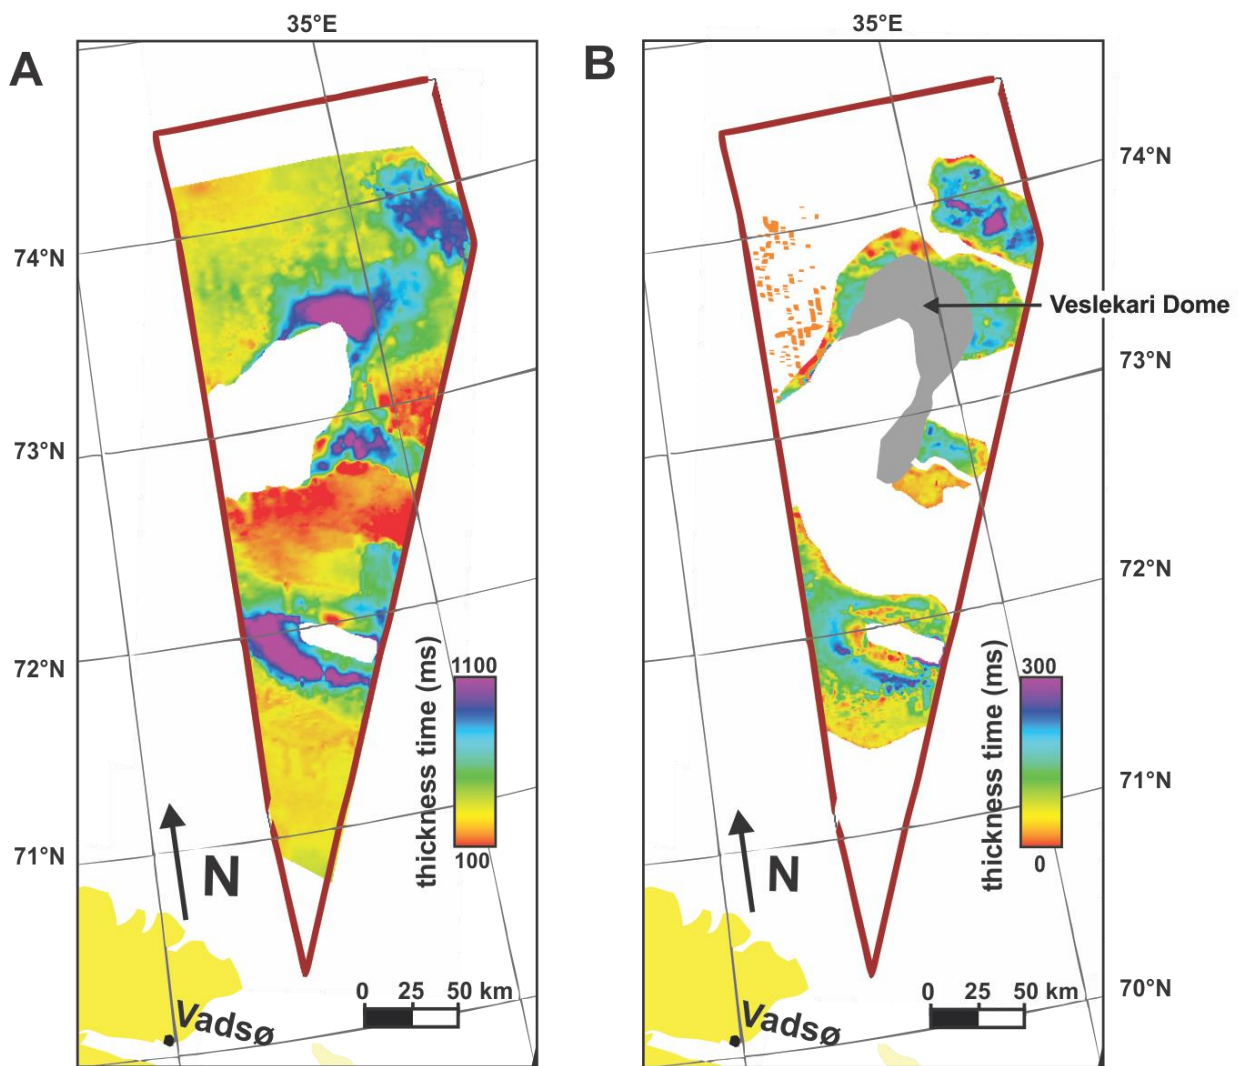 35°E
A
74°N
73°N
72°N
71°N
thickness time (ms)
1100
100
N
0 25 50 km
Vadsø
35°E
B
74°N
Veslekari Dome
73°N
72°N
71°N
70°N
thickness time (ms)
300
0
N
0 25 50 km
Vadsø